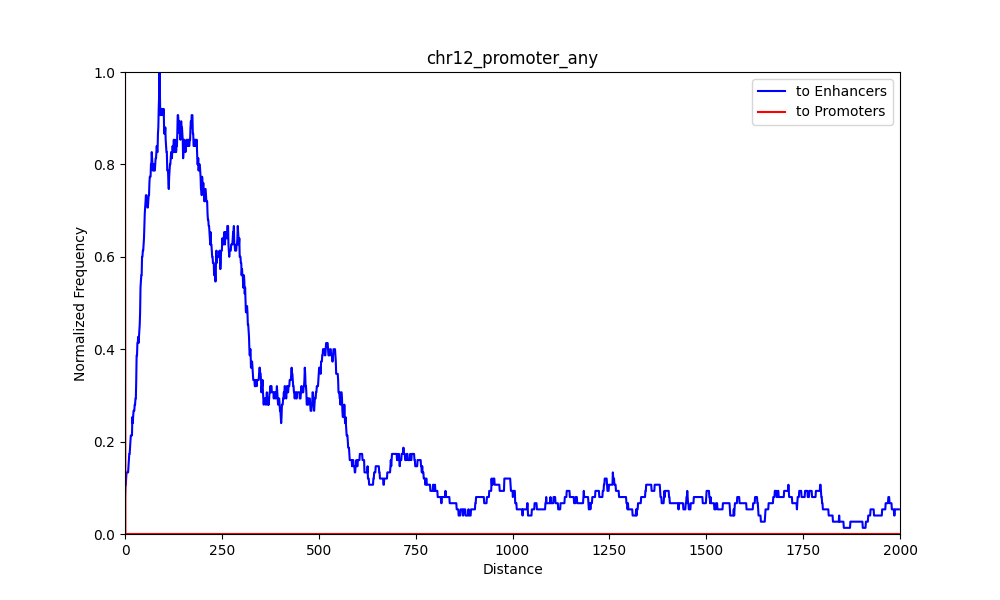 chr12_promoter_any
1.0
0.8
0.6
0.4
0.2
0.0
Normalized Frequency
to Enhancers
to Promoters
0 250 500 750 1000 1250 1500 1750 2000
Distance